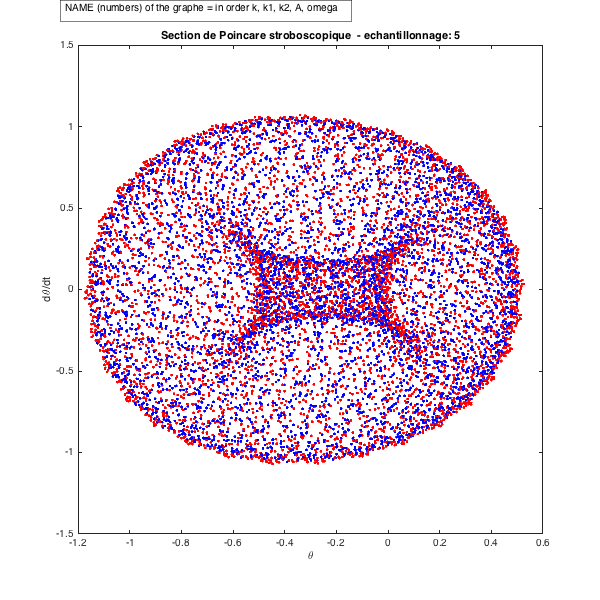 NAME (numbers) of the graphe = in order k, k1, k2, A, omega
Section de Poincare stroboscopique - echantillonnage: 5
1.5
1
0.5
0
-0.5
-1
-1.5
dθ/dt
-1.2 -1 -0.8 -0.6 -0.4 -0.2 0 0.2 0.4 0.6
θ